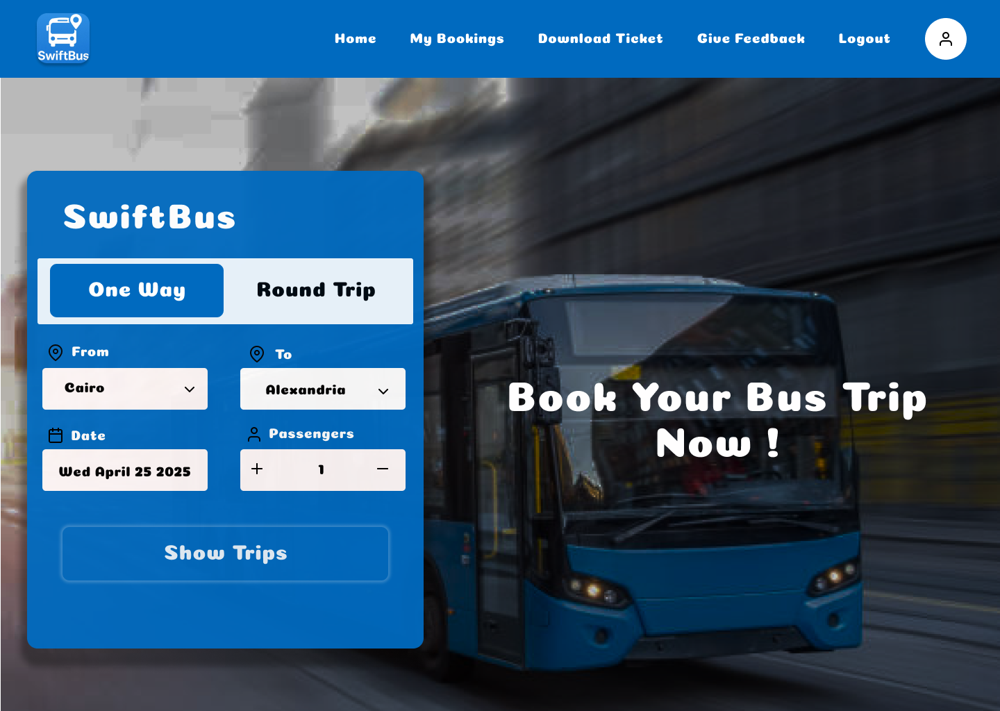 SwiftBus
Home My Bookings Download Ticket Give Feedback Logout
SwiftBus
One Way Round Trip
From To
Cairo Alexandria
Date Passengers
Wed April 25 2025 1
Show Trips
Book Your Bus Trip
Now !